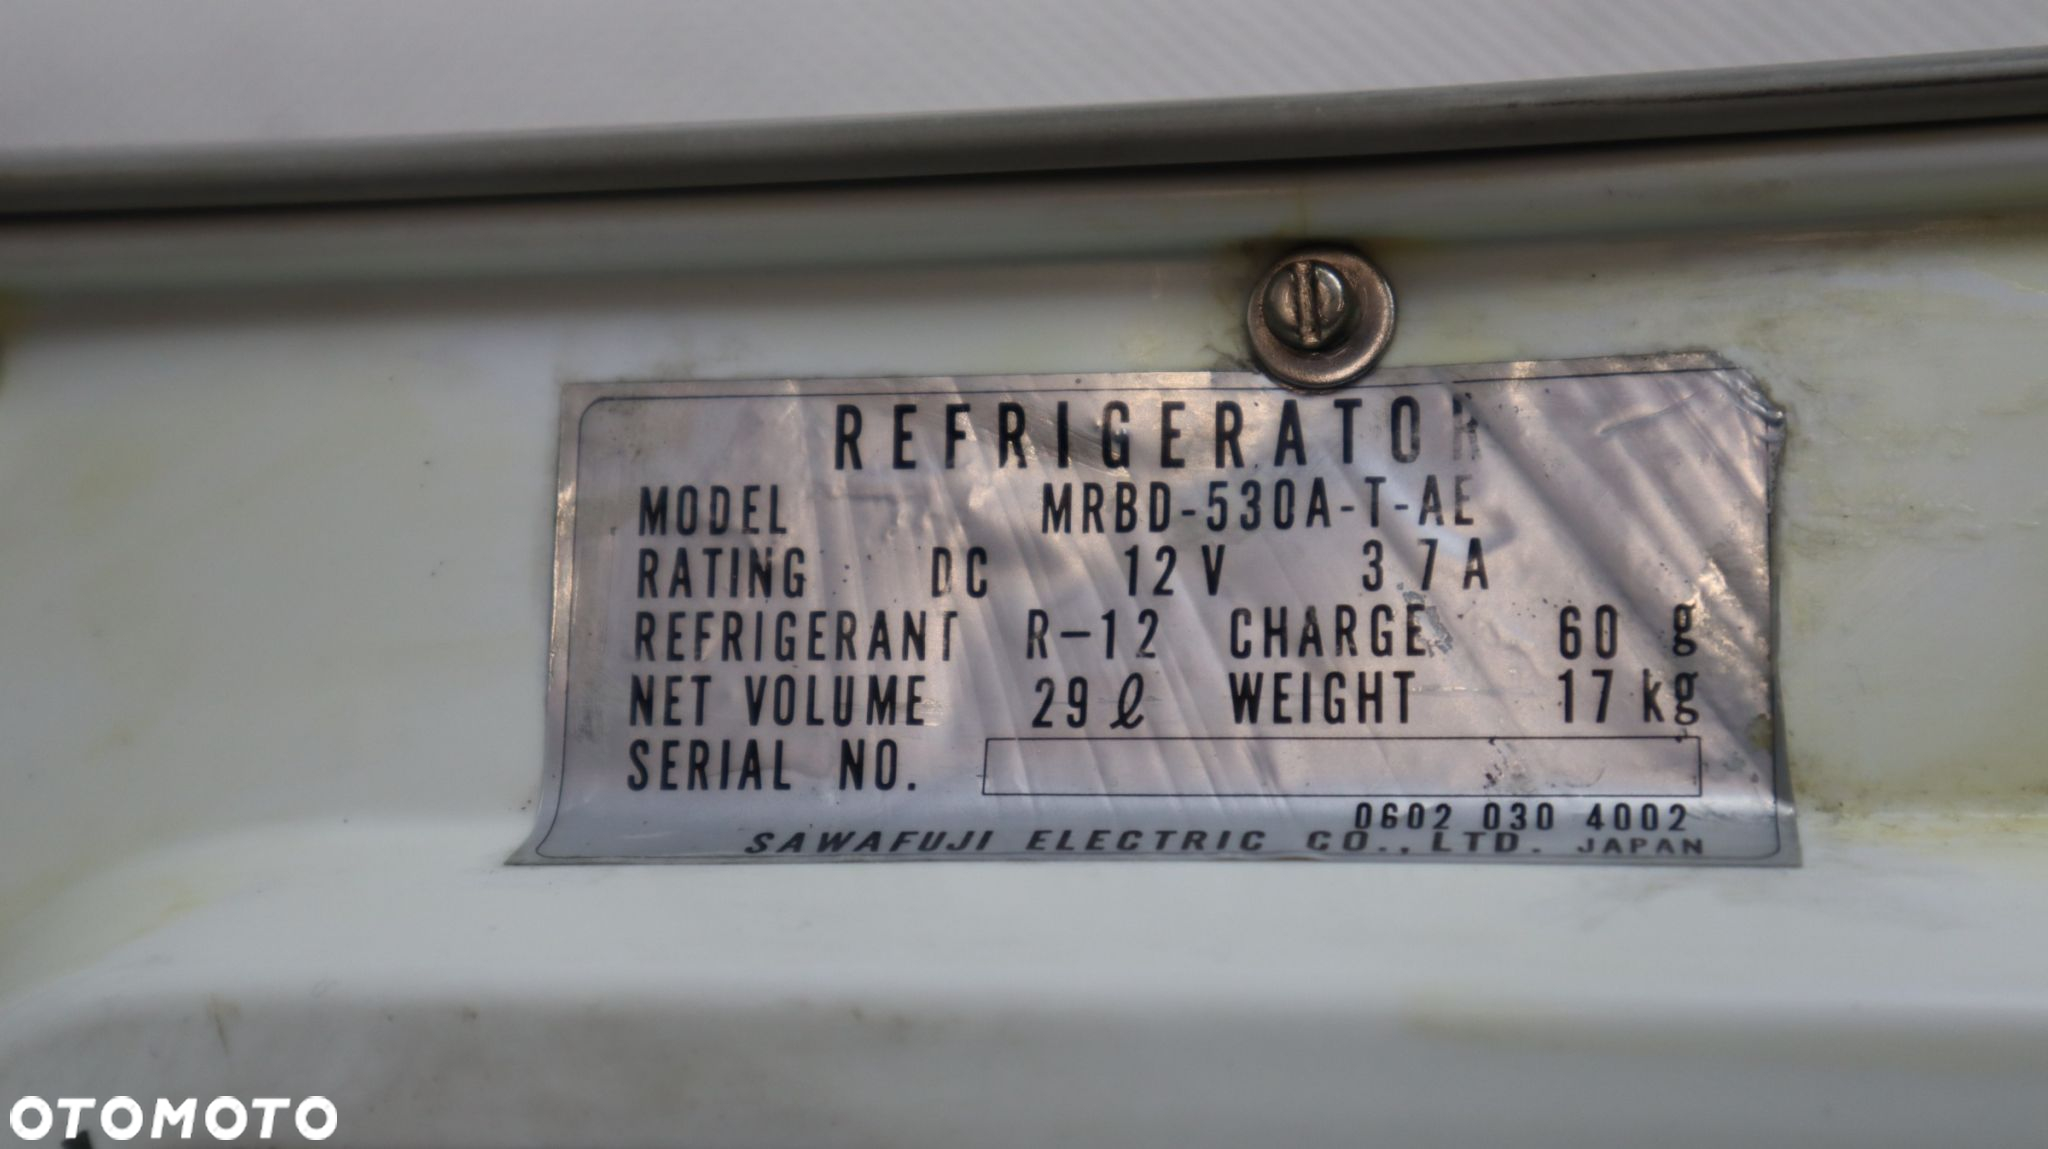 REFRIGERATOR
MODEL MRBD-530A-T-AE
RATING DC 12V 3.7A
REFRIGERANT R-12 CHARGE 60 g
NET VOLUME 29ℓ WEIGHT 17 kg
SERIAL NO.
0602 030 4002
SAWAFUJI ELECTRIC CO., LTD. JAPAN
OTOMOTO